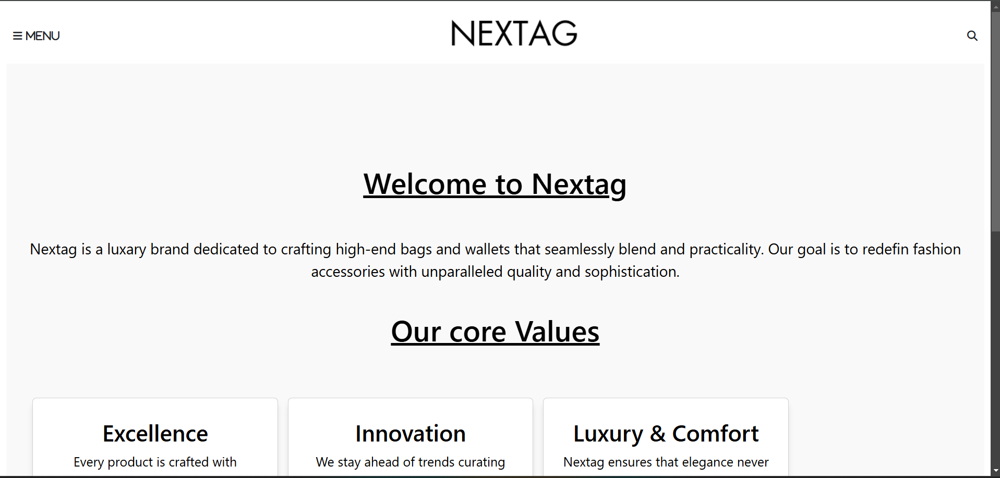 MENU
NEXTAG
Welcome to Nextag
Nextag is a luxary brand dedicated to crafting high-end bags and wallets that seamlessly blend and practicality. Our goal is to redefin fashion
accessories with unparalleled quality and sophistication.
Our core Values
Excellence
Every product is crafted with
Innovation
We stay ahead of trends curating
Luxury & Comfort
Nextag ensures that elegance never